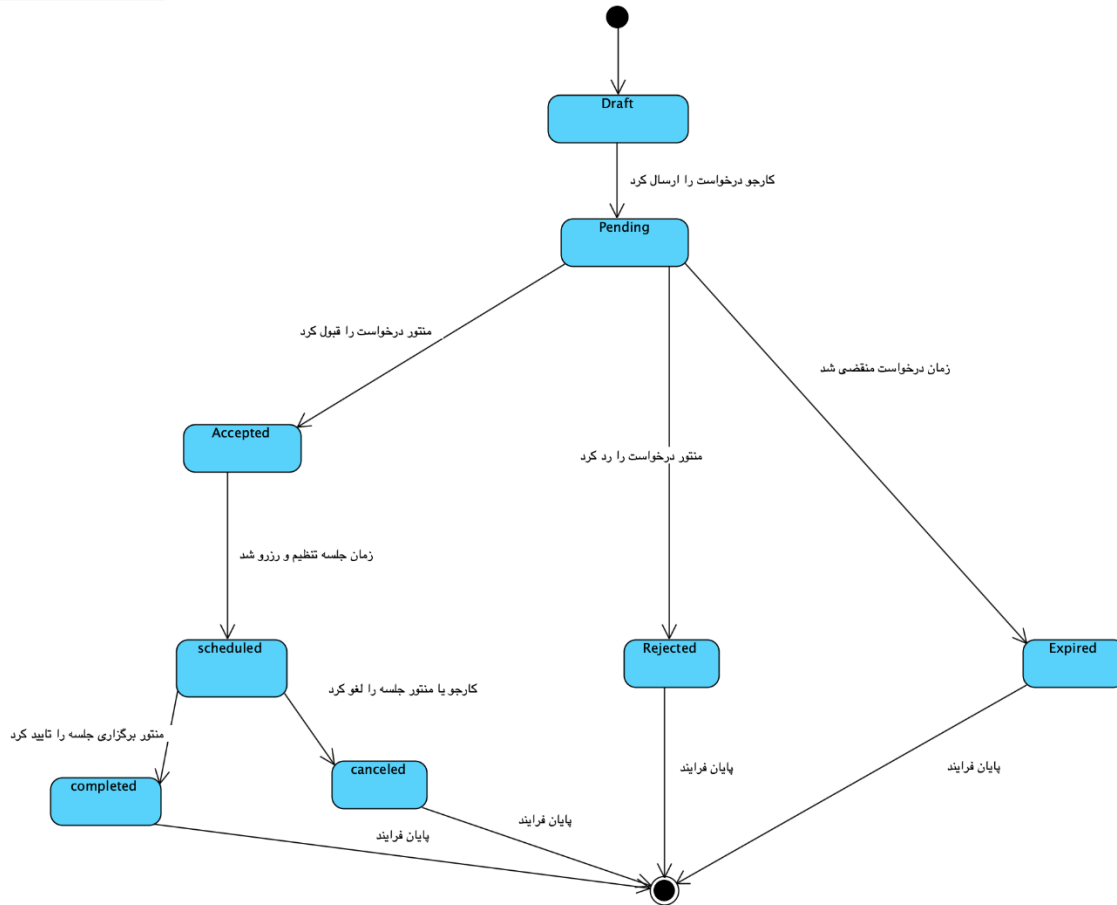 Draft
کارجو درخواست را ارسال کرد
Pending
منتور درخواست را قبول کرد
زمان درخواست منقضی شد
Accepted
منتور درخواست را رد کرد
زمان جلسه تنظیم و رزرو شد
scheduled
Rejected
Expired
کارجو یا منتور جلسه را لغو کرد
منتور برگزاری جلسه را تایید کرد
canceled
پایان فرایند
پایان فرایند
completed
پایان فرایند
پایان فرایند